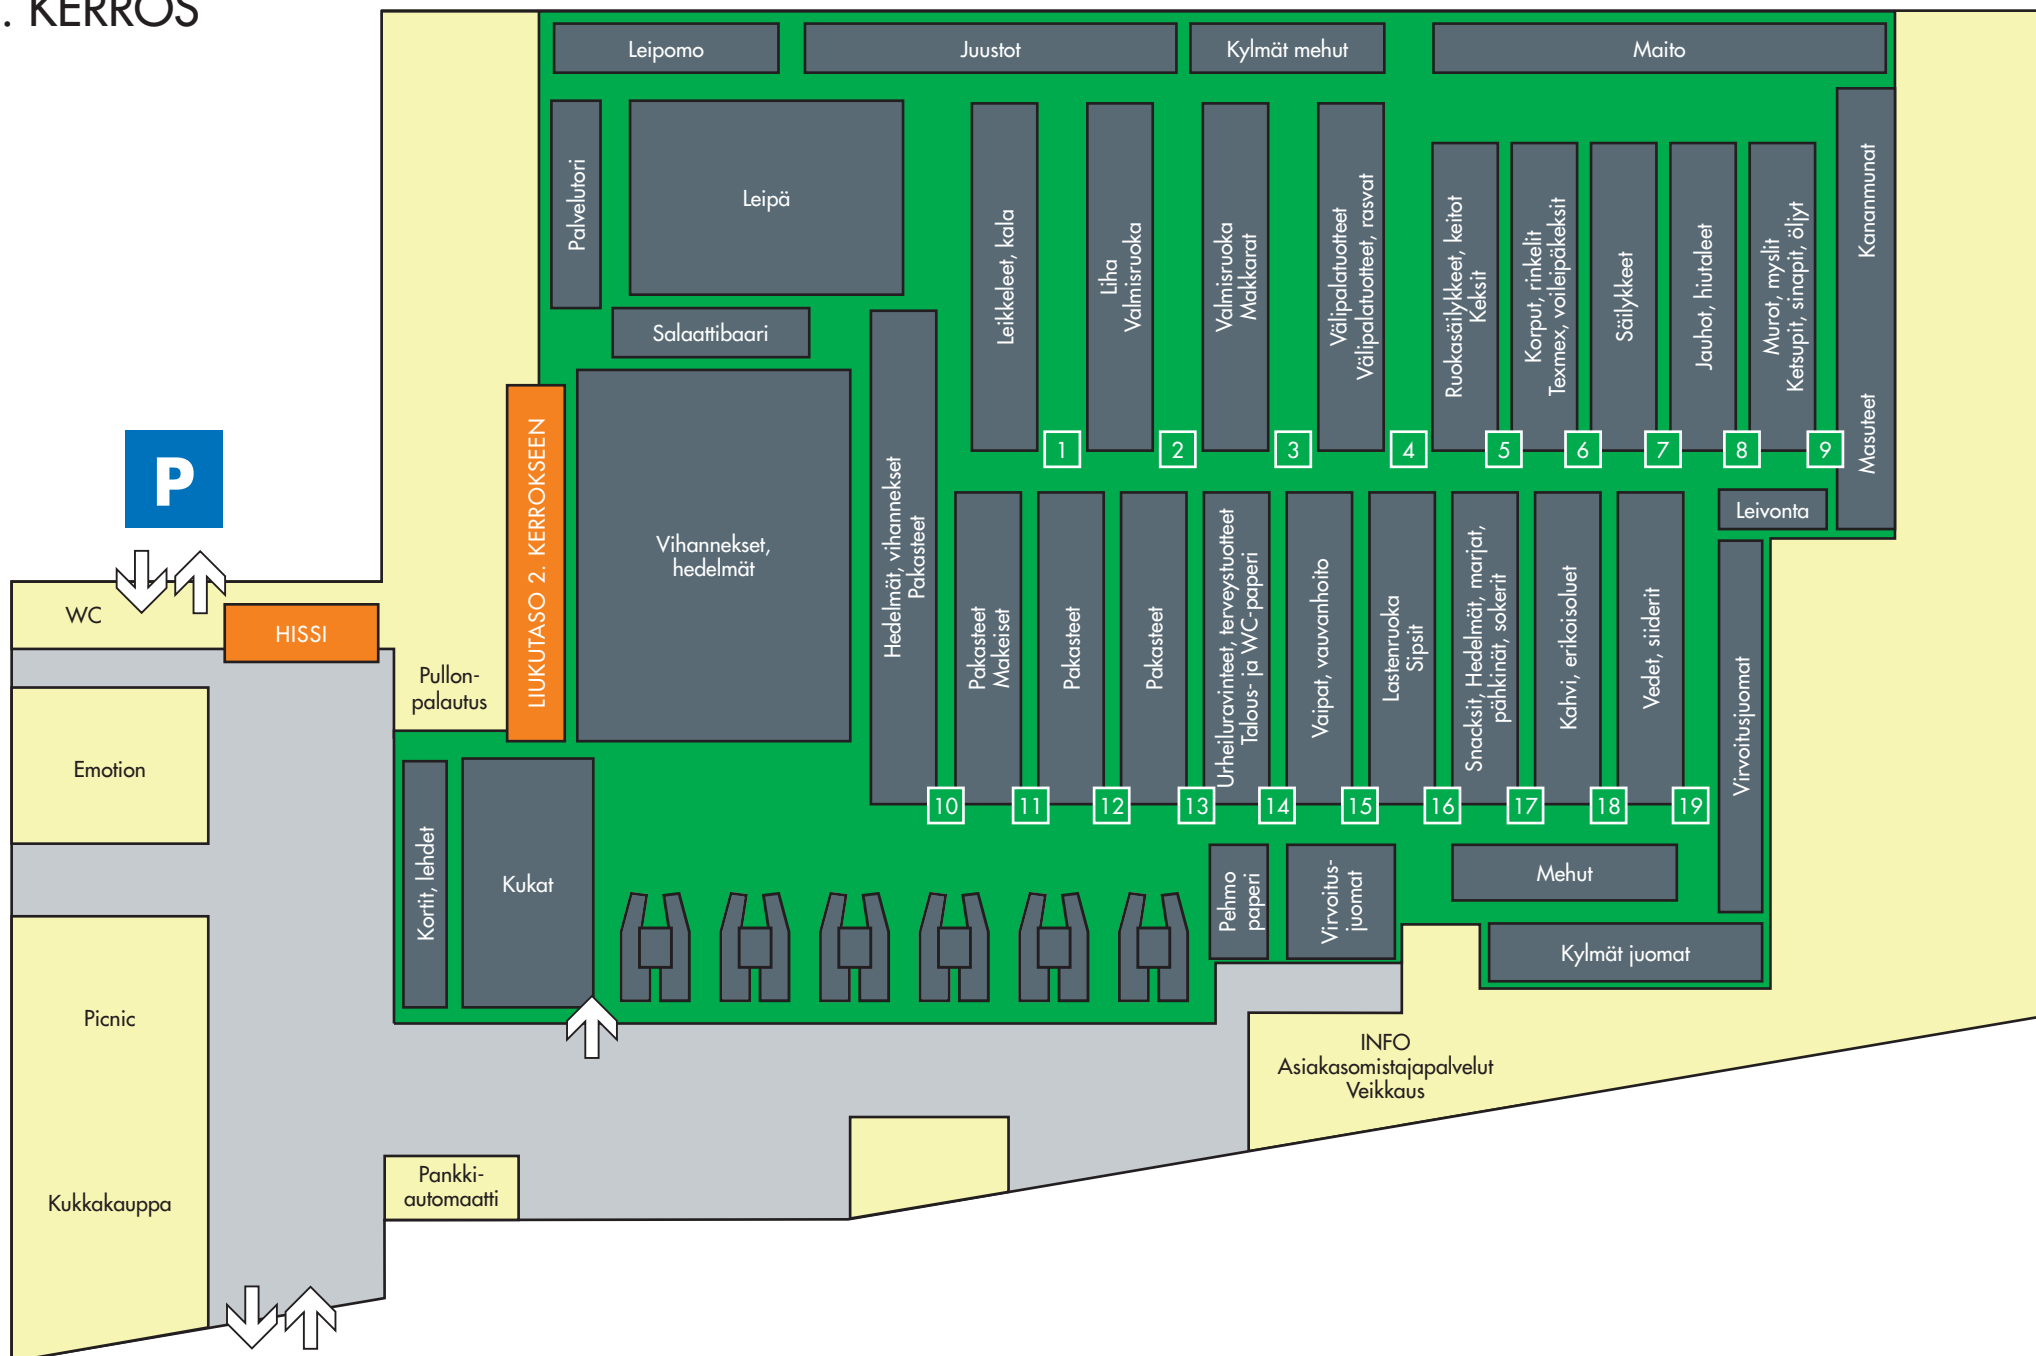 . KERROS
Leipomo
Juustot
Kylmät mehut
Maito
Palvelutori
Leipä
Salaattibaari
Leikkeleet, kala
Liha
Valmisruoka
Valmisruoka
Makkarat
Välipalatuotteet
Välipalatuotteet, rasvat
Ruokasäilykkeet, keitot
Keksit
Korput, rinkelit
Texmex, voileipäkeksit
Säilykkeet
Jauhot, hiutaleet
Murot, myslit
Ketsupit, sinapit, öljyt
Kananmunat
Masuteet
1
2
3
4
5
6
7
8
9
P
WC
HISSI
Pullon-
palautus
LIUKUTASO 2. KERROKSEEN
Vihannekset,
hedelmät
Hedelmät, vihannekset
Pakasteet
Pakasteet
Makeiset
Pakasteet
Pakasteet
Urheiluravinteet, terveystuotteet
Talous- ja WC-paperi
Vaipat, vauvanhoito
Lastenruoka
Sipsit
Snacksit, Hedelmät, marjat,
pähkinät, sokerit
Kahvi, erikoisoluet
Vedet, siiderit
Leivonta
Virvoitusjuomat
10
11
12
13
14
15
16
17
18
19
Emotion
Kortit, lehdet
Kukat
Pehmo
paperi
Virvoitus-
juomat
Mehut
Kylmät juomat
Picnic
Kukkakauppa
Pankki-
automaatti
INFO
Asiakasomistajapalvelut
Veikkaus